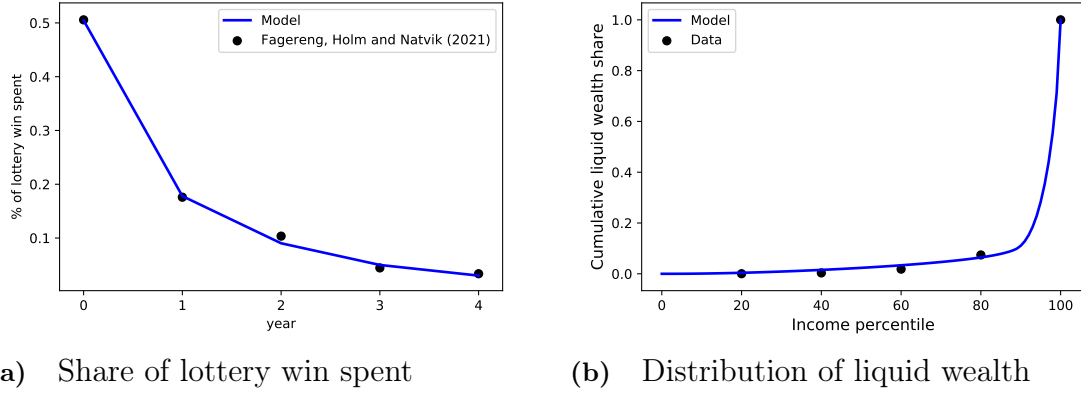 0.5
0.4
0.3
0.2
0.1
% of lottery win spent
0
1
2
3
4
year
Model
Fagereng, Holm and Natvik (2021)
a) Share of lottery win spent
1.0
0.8
0.6
0.4
0.2
0.0
Cumulative liquid wealth share
0
20
40
60
80
100
Income percentile
Model
Data
(b) Distribution of liquid wealth